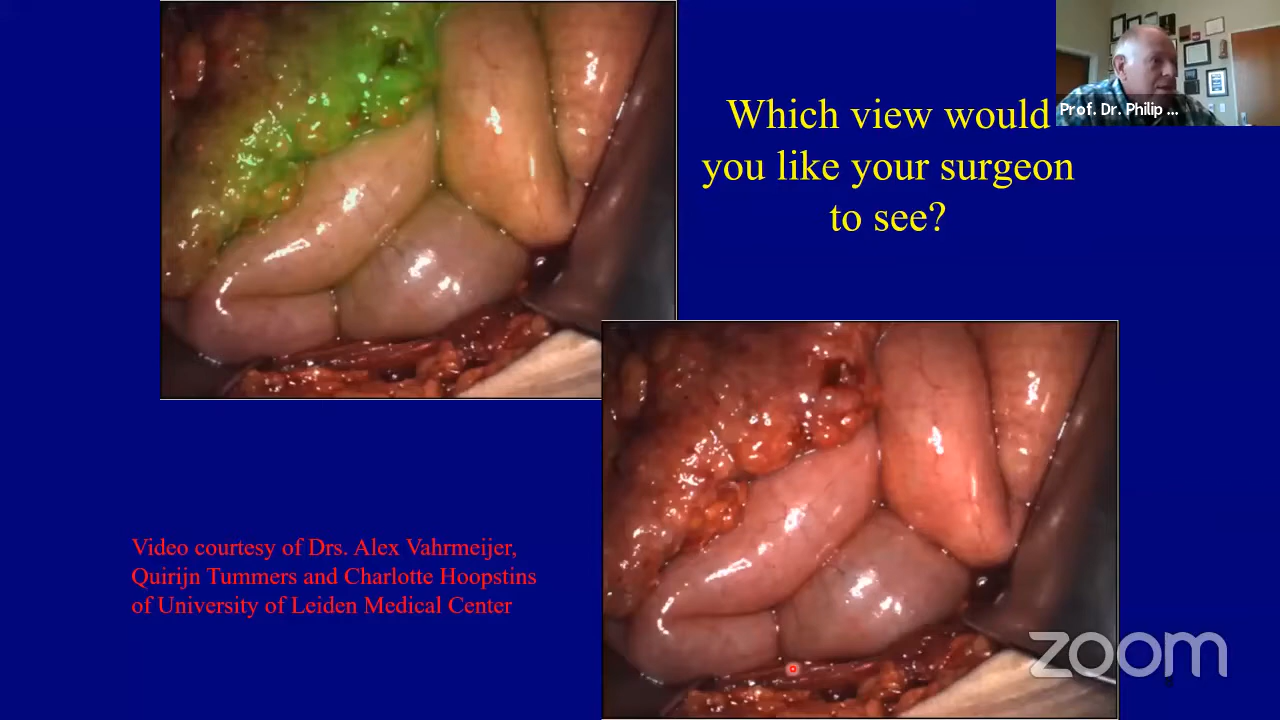 Which view would
you like your surgeon
to see?
Prof. Dr. Philip ...
Video courtesy of Drs. Alex Vahrmeijer,
Quirijn Tummers and Charlotte Hoopstins
of University of Leiden Medical Center
zoom